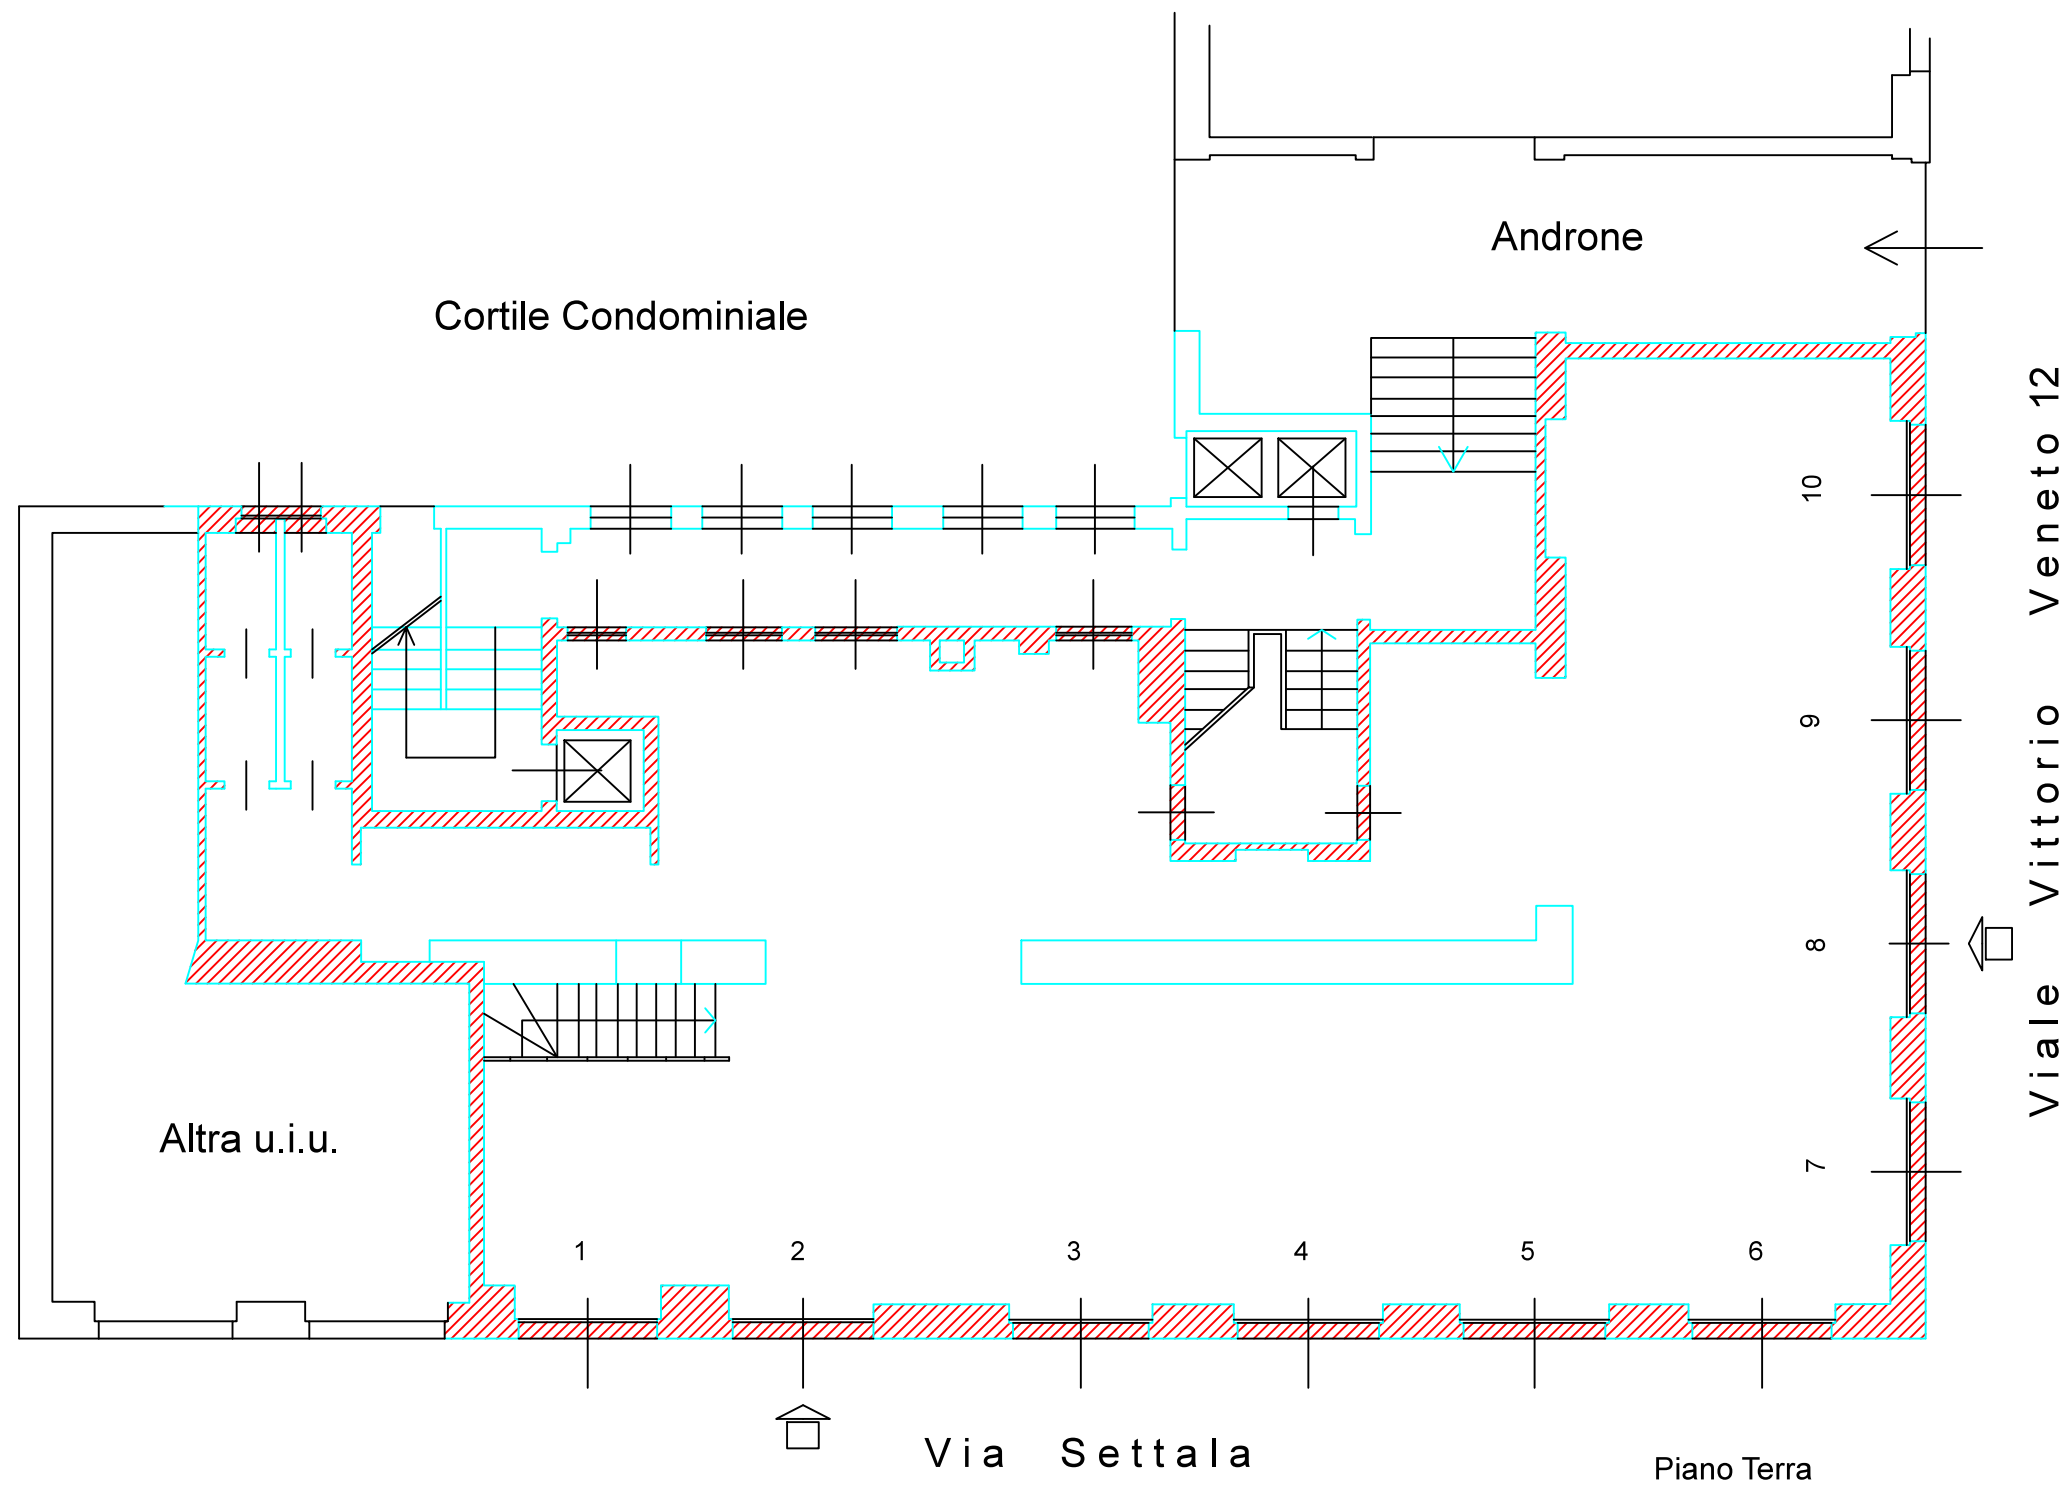 Androne
Cortile Condominiale
Viale Vittorio Veneto 12
10
9
8
7
Altra u.i.u.
1 2 3 4 5 6
Via Settala
Piano Terra